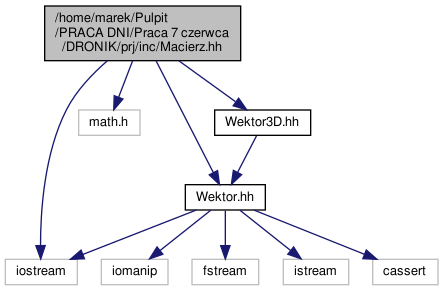 /home/marek/Pulpit
/PRACA DNI/Praca 7 czerwca
/DRONIK/prj/inc/Macierz.hh
math.h
Wektor3D.hh
Wektor.hh
iostream
iomanip
fstream
istream
cassert